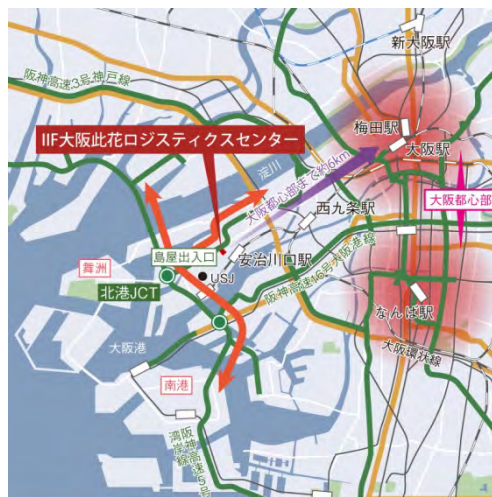 新大阪駅
阪神高速3号神戸線
梅田駅
IIF大阪此花ロジスティクスセンター
大阪駅
淀川
大阪都心部まで約6km
大阪都心部
西九条駅
島屋出入口
安治川口駅
舞洲
USJ
北港JCT
阪神高速16号大阪港線
なんば駅
大阪港
大阪環状線
南港
阪神高速5号
湾岸線